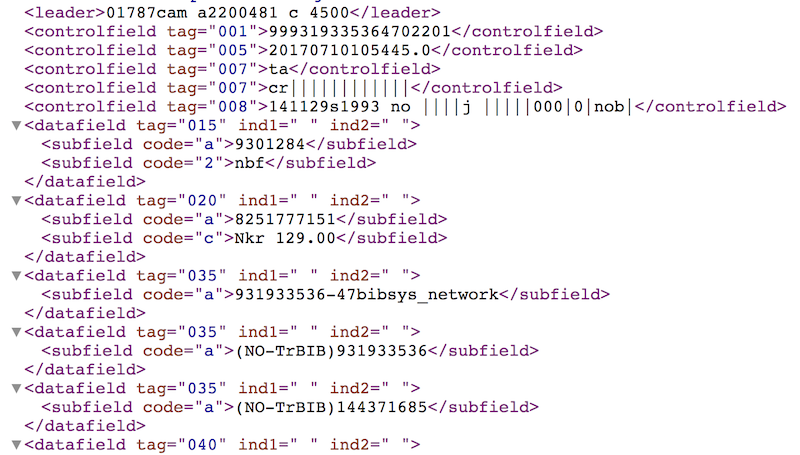 <leader>01787cam a2200481 c 4500</leader>
<controlfield tag="001">999319335364702201</controlfield>
<controlfield tag="005">20170710105445.0</controlfield>
<controlfield tag="007">ta</controlfield>
<controlfield tag="007">cr|||||||||||||</controlfield>
<controlfield tag="008">141129s1993 no ||||j |||||000|0|nob|</controlfield>
▼<datafield tag="015" ind1=" " ind2=" ">
<subfield code="a">9301284</subfield>
<subfield code="2">nbf</subfield>
</datafield>
▼<datafield tag="020" ind1=" " ind2=" ">
<subfield code="a">8251777151</subfield>
<subfield code="c">Nkr 129.00</subfield>
</datafield>
▼<datafield tag="035" ind1=" " ind2=" ">
<subfield code="a">931933536-47bibsys_network</subfield>
</datafield>
▼<datafield tag="035" ind1=" " ind2=" ">
<subfield code="a">(NO-TrBIB)931933536</subfield>
</datafield>
▼<datafield tag="035" ind1=" " ind2=" ">
<subfield code="a">(NO-TrBIB)144371685</subfield>
</datafield>
▼<datafield tag="040" ind1=" " ind2=" ">